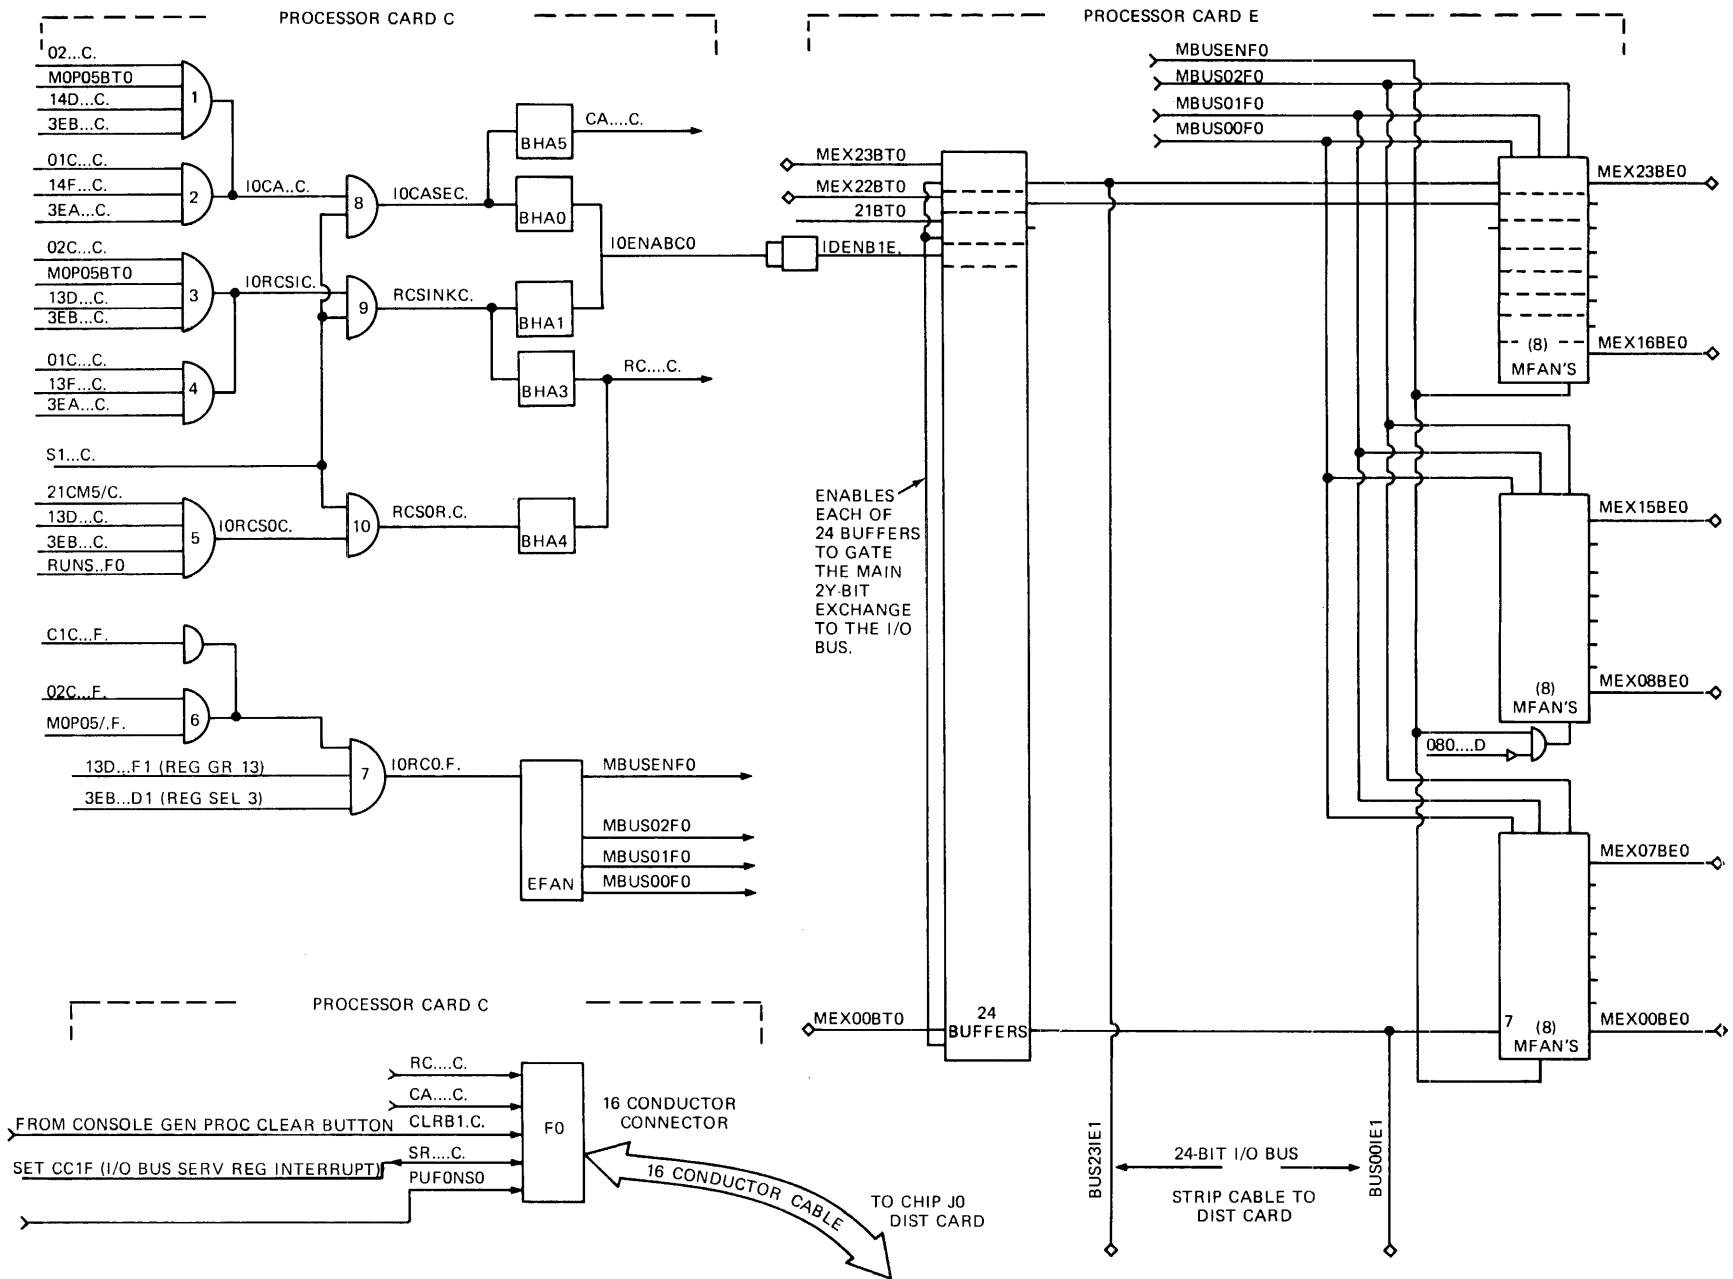 PROCESSOR CARD C
02...C.
M0P05BT0
14D...C.
3EB...C.
1
01C...C.
14F...C.
3EA...C.
2
I0CA..C.
02C...C.
M0P05BT0
13D...C.
3EB...C.
3
I0RCSIC.
01C...C.
13F...C.
3EA...C.
4
S1...C.
21CM5/C.
13D...C.
3EB...C.
RUNS..F0
5
I0RCS0C.
8
I0CASEC.
9
RCSINKC.
10
RCS0R.C.
BHA5
CA....C.
BHA0
BHA1
I0ENABC0
BHA3
RC....C.
BHA4
C1C...F.
02C...F.
M0P05/.F.
6
13D...F1 (REG GR 13)
3EB...D1 (REG SEL 3)
7
I0RC0.F.
EFAN
MBUSENF0
MBUS02F0
MBUS01F0
MBUS00F0
PROCESSOR CARD E
MBUSENF0
MBUS02F0
MBUS01F0
MBUS00F0
MEX23BT0
MEX22BT0
21BT0
IDENB1E.
ENABLES
EACH OF
24 BUFFERS
TO GATE
THE MAIN
2Y-BIT
EXCHANGE
TO THE I/O
BUS.
MEX00BT0
24
BUFFERS
MEX23BE0
MEX16BE0
(8)
MFAN'S
MEX15BE0
MEX08BE0
(8)
MFAN'S
080....D
MEX07BE0
MEX00BE0
7
(8)
MFAN'S
BUS23IE1
24-BIT I/O BUS
STRIP CABLE TO
DIST CARD
BUS00IE1
PROCESSOR CARD C
RC....C.
CA....C.
FROM CONSOLE GEN PROC CLEAR BUTTON CLRB1.C.
SET CC1F (I/O BUS SERV REG INTERRUPT) SR....C.
PUF0NS0
F0
16 CONDUCTOR
CONNECTOR
16 CONDUCTOR CABLE
TO CHIP J0
DIST CARD